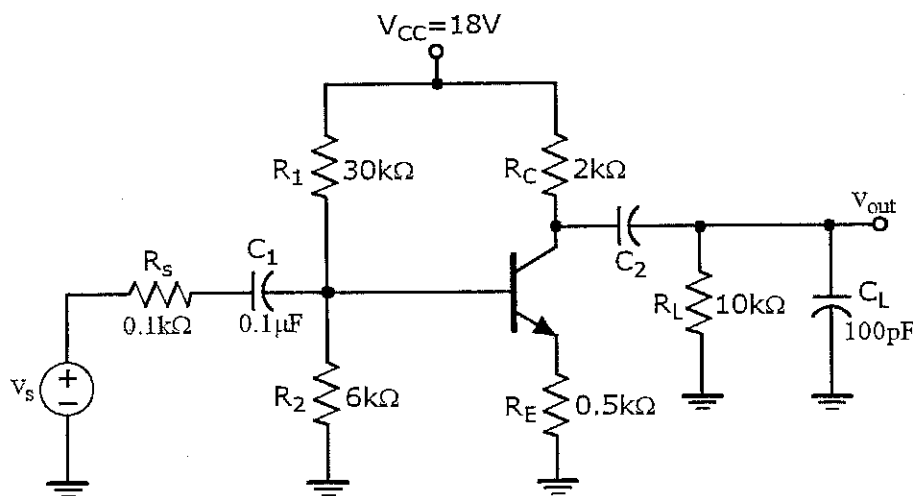 VCC=18V
R1 30kΩ
RC 2kΩ
vout
C1
Rs
C2
RL 10kΩ
CL
0.1kΩ
0.1μF
100pF
vs
+
−
R2 6kΩ
RE 0.5kΩ